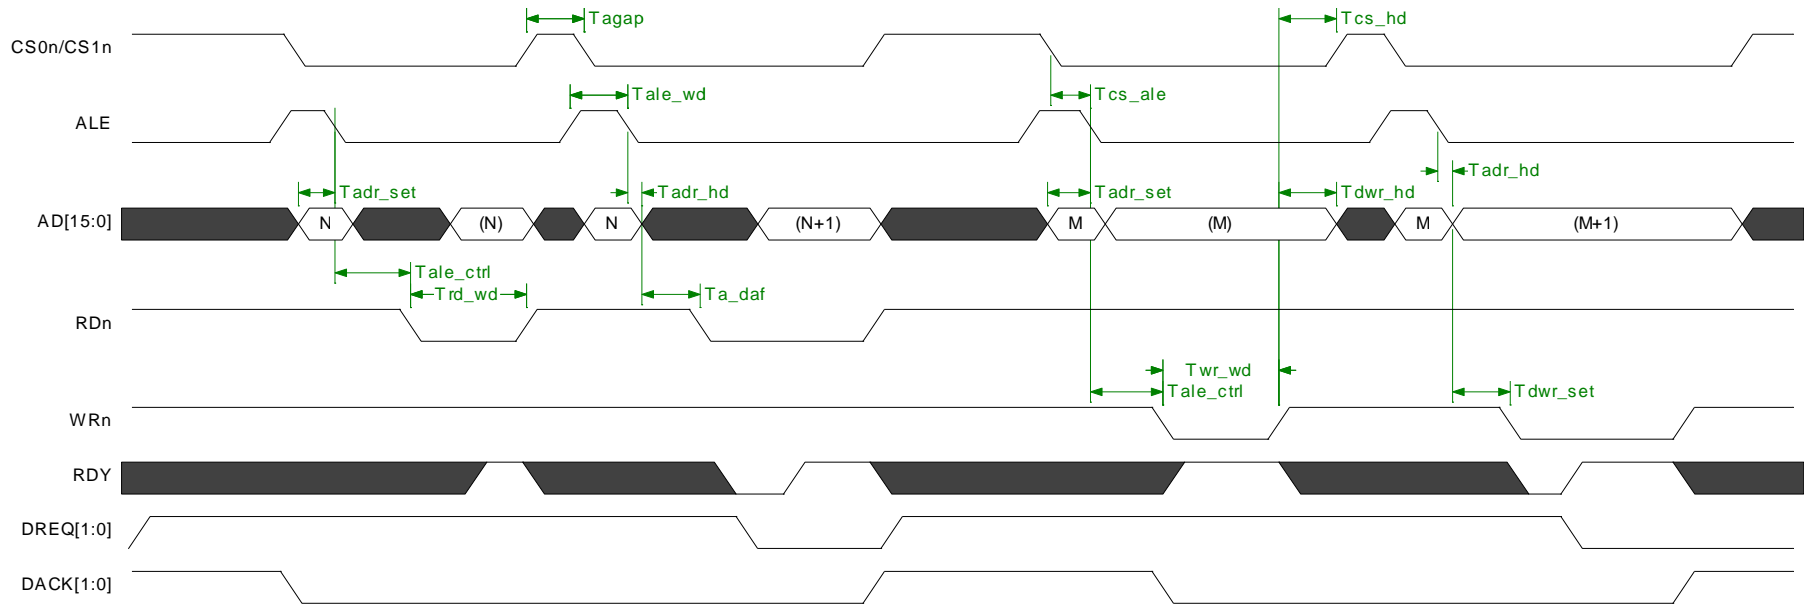 Tagap Tcs_hd
CS0n/CS1n
Tale_wd Tcs_ale
ALE
Tadr_set Tadr_hd Tadr_set Tdwr_hd Tadr_hd
AD[15:0] N (N) N (N+1) M (M) M (M+1)
Tale_ctrl
Trd_wd Ta_daf
RDn
Twr_wd
Tale_ctrl Tdwr_set
WRn
RDY
DREQ[1:0]
DACK[1:0]